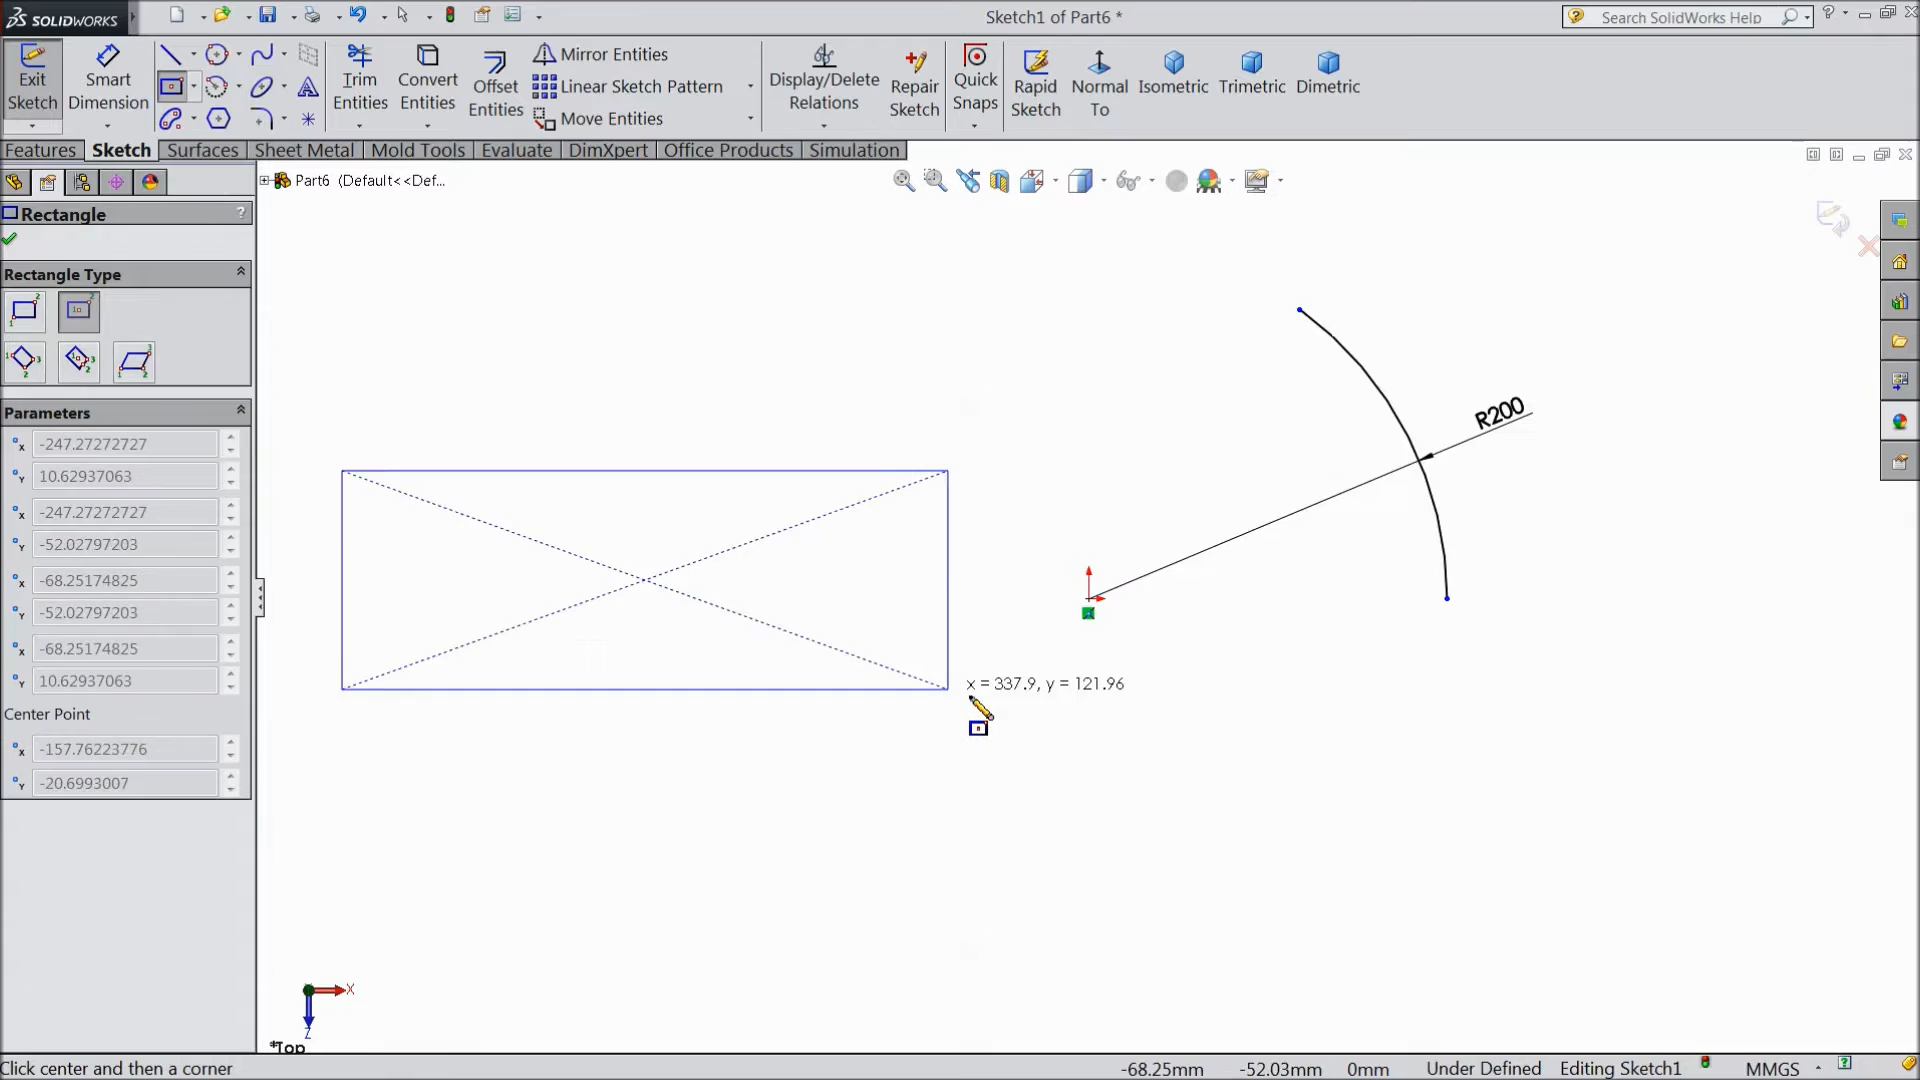 SOLIDWORKS
Sketch1 of Part6 *
Search SolidWorks Help
Exit Sketch
Smart Dimension
Trim Entities
Convert Entities
Offset Entities
Mirror Entities
Linear Sketch Pattern
Move Entities
Display/Delete Relations
Repair Sketch
Quick Snaps
Rapid Sketch
Normal To
Isometric
Trimetric
Dimetric
Features
Sketch
Surfaces
Sheet Metal
Mold Tools
Evaluate
DimXpert
Office Products
Simulation
Part6 (Default<<Def...
Rectangle
?
Rectangle Type
Parameters
-247.27272727
10.62937063
-247.27272727
-52.02797203
-68.25174825
-52.02797203
-68.25174825
10.62937063
Center Point
-157.76223776
-20.6993007
R200
x = 337.9, y = 121.96
X
Z
*Top
Click center and then a corner
-68.25mm
-52.03mm
0mm
Under Defined
Editing Sketch1
MMGS